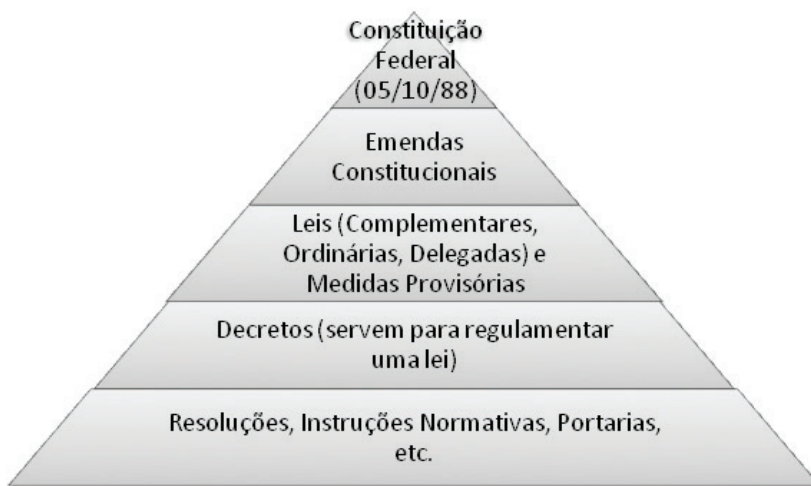 Constituição
Federal
(05/10/88)
Emendas
Constitucionais
Leis (Complementares,
Ordinárias, Delegadas) e
Medidas Provisórias
Decretos (servem para regulamentar
uma lei)
Resoluções, Instruções Normativas, Portarias,
etc.